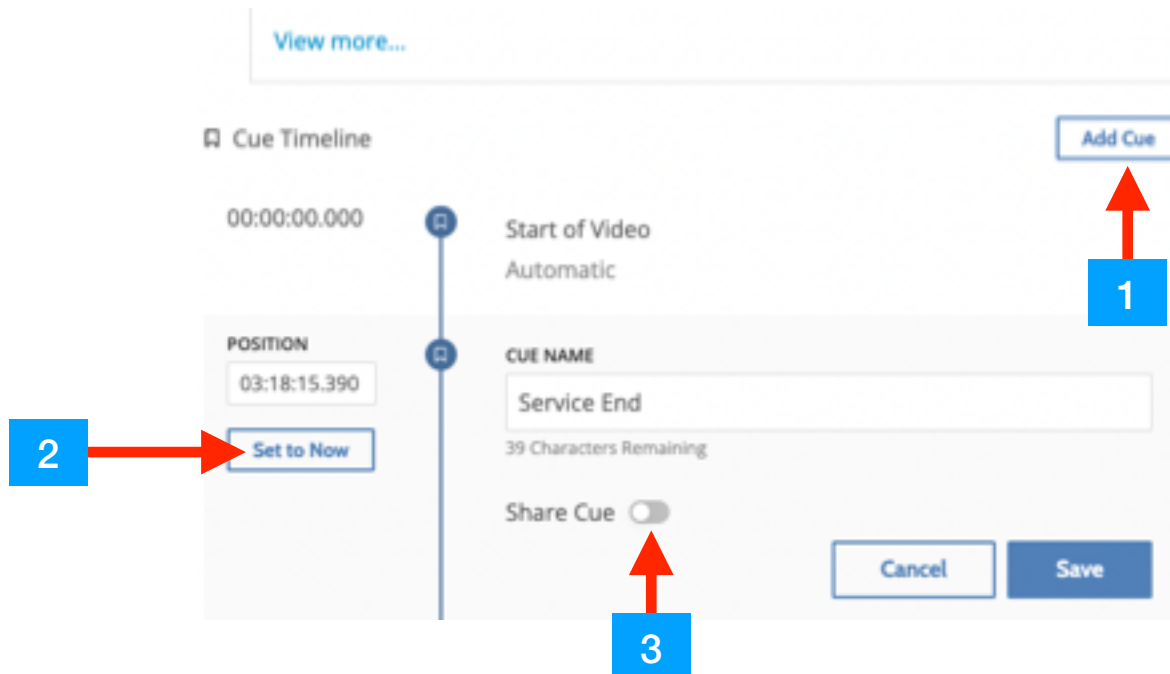 View more...
Cue Timeline
Add Cue
00:00:00.000
Start of Video
Automatic
1
POSITION
CUE NAME
03:18:15.390
Service End
2
Set to Now
39 Characters Remaining
Share Cue
Cancel
Save
3